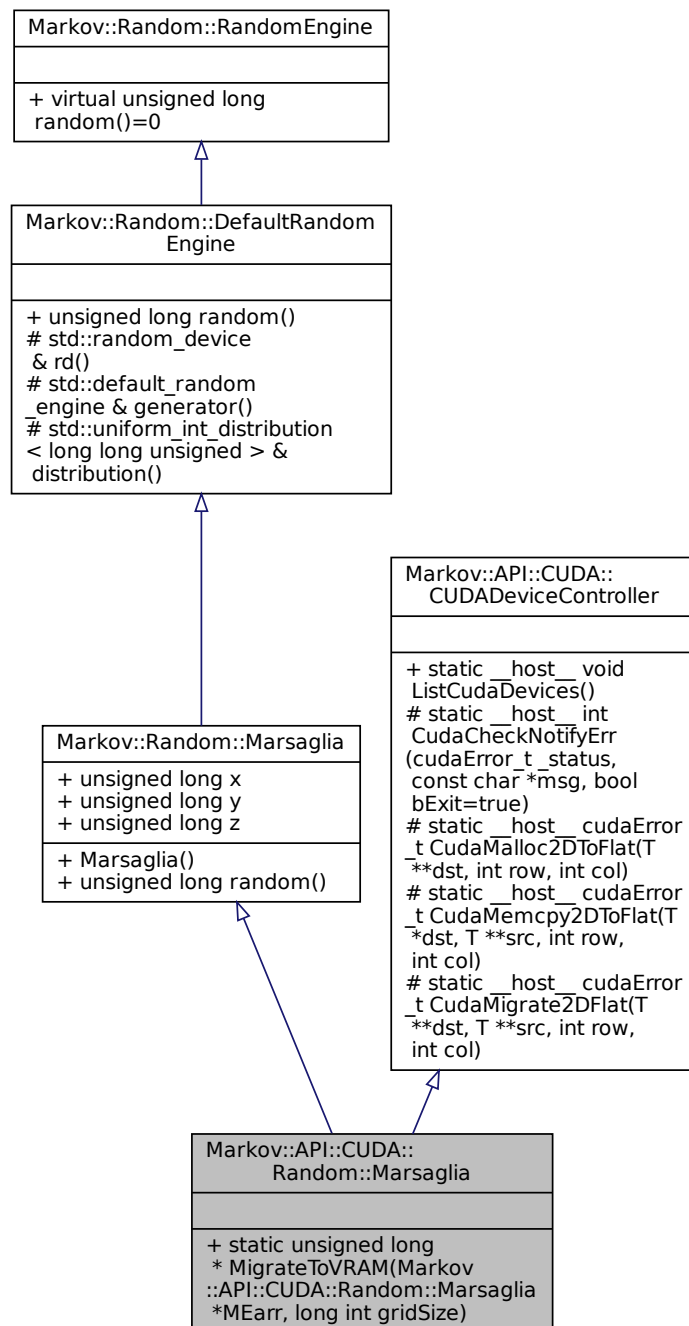 Markov::Random::RandomEngine
+ virtual unsigned long
random()=0
Markov::Random::DefaultRandom
Engine
+ unsigned long random()
# std::random_device
& rd()
# std::default_random
_engine & generator()
# std::uniform_int_distribution
< long long unsigned > &
distribution()
Markov::Random::Marsaglia
+ unsigned long x
+ unsigned long y
+ unsigned long z
+ Marsaglia()
+ unsigned long random()
Markov::API::CUDA::
CUDADeviceController
+ static __host__ void
ListCudaDevices()
# static __host__ int
CudaCheckNotifyErr
(cudaError_t _status,
const char *msg, bool
bExit=true)
# static __host__ cudaError
_t CudaMalloc2DToFlat(T
**dst, int row, int col)
# static __host__ cudaError
_t CudaMemcpy2DToFlat(T
*dst, T **src, int row,
int col)
# static __host__ cudaError
_t CudaMigrate2DFlat(T
**dst, T **src, int row,
int col)
Markov::API::CUDA::
Random::Marsaglia
+ static unsigned long
* MigrateToVRAM(Markov
::API::CUDA::Random::Marsaglia
*MEarr, long int gridSize)